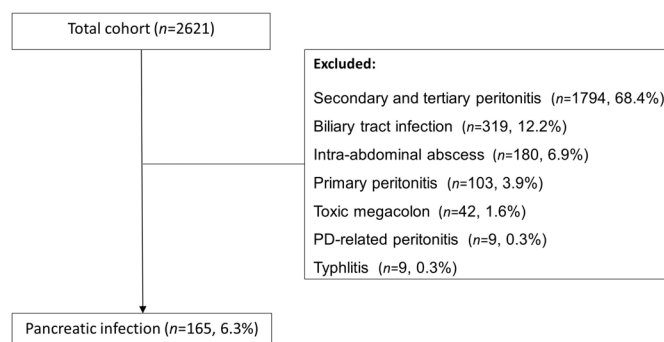 Total cohort (n=2621)
Excluded:
Secondary and tertiary peritonitis (n=1794, 68.4%)
Biliary tract infection (n=319, 12.2%)
Intra-abdominal abscess (n=180, 6.9%)
Primary peritonitis (n=103, 3.9%)
Toxic megacolon (n=42, 1.6%)
PD-related peritonitis (n=9, 0.3%)
Typhlitis (n=9, 0.3%)
Pancreatic infection (n=165, 6.3%)